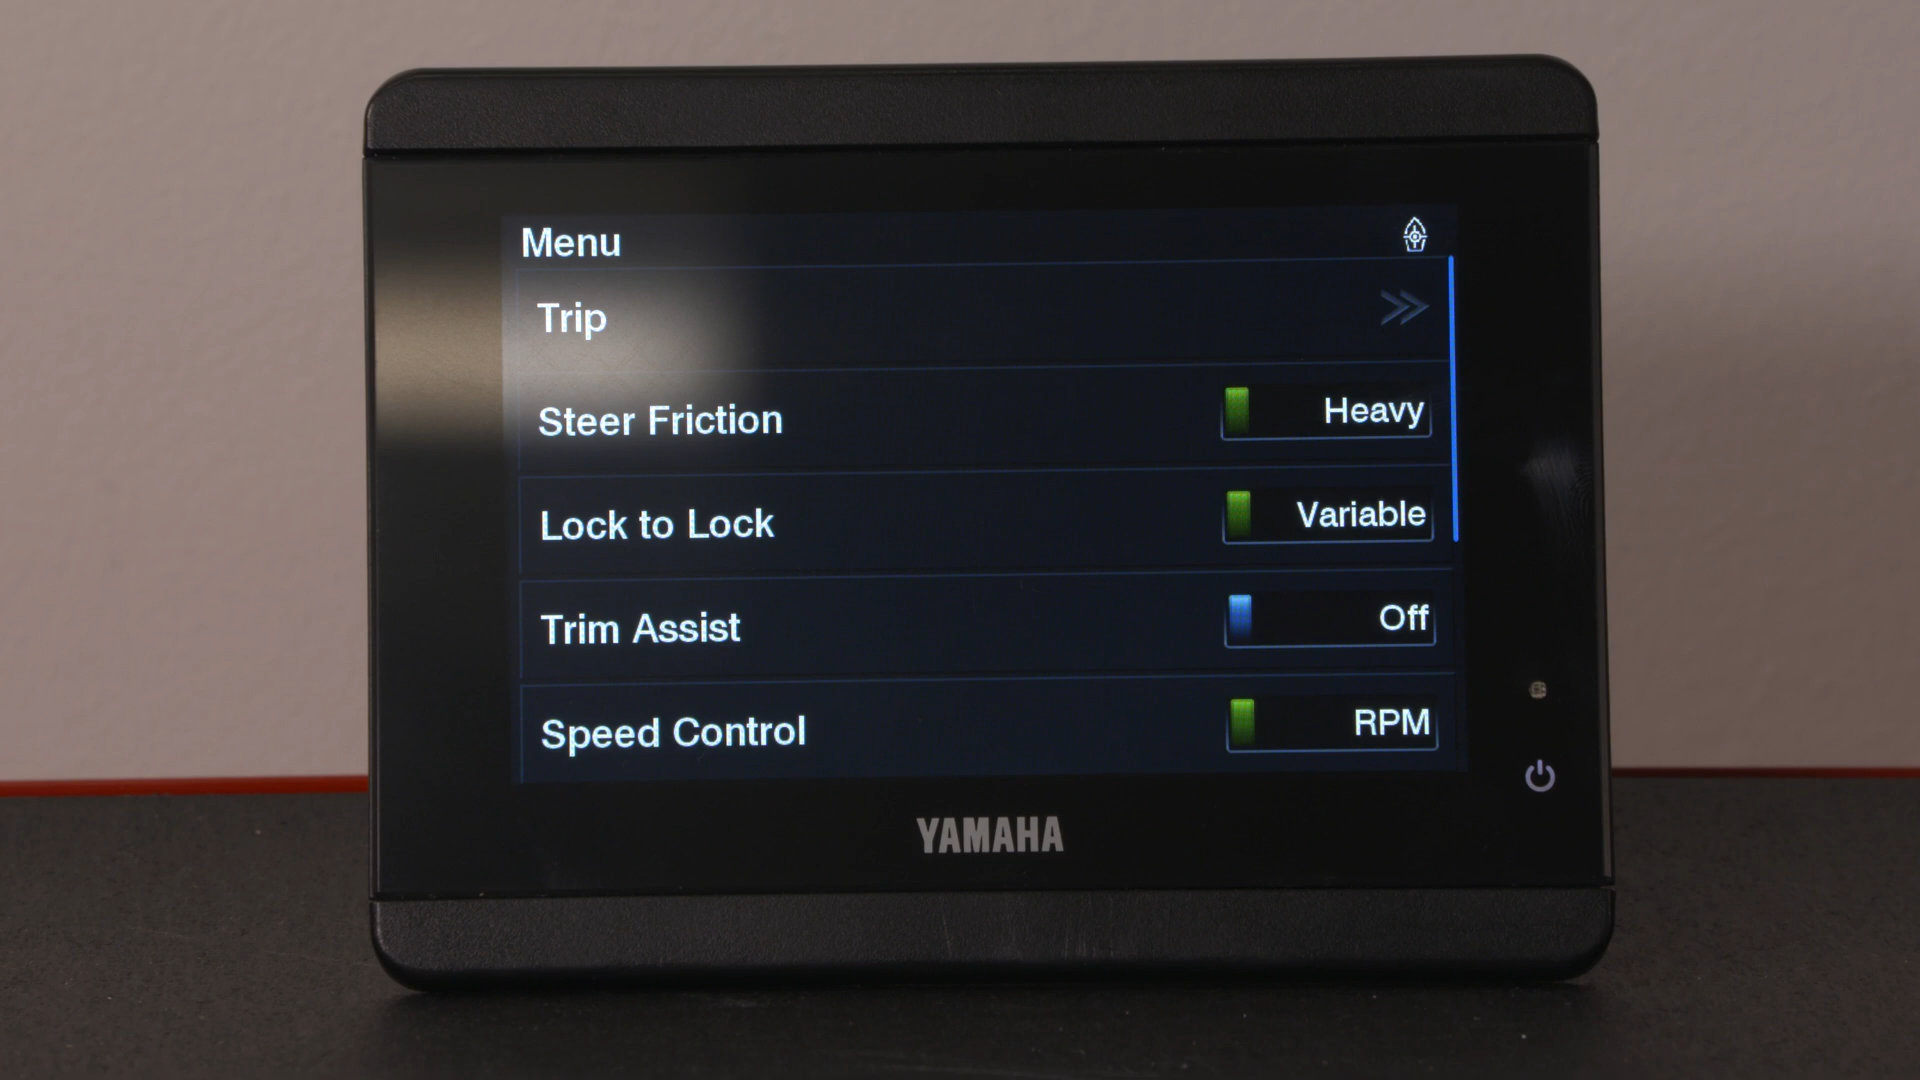 Menu
Trip
Steer Friction Heavy
Lock to Lock Variable
Trim Assist Off
Speed Control RPM
YAMAHA